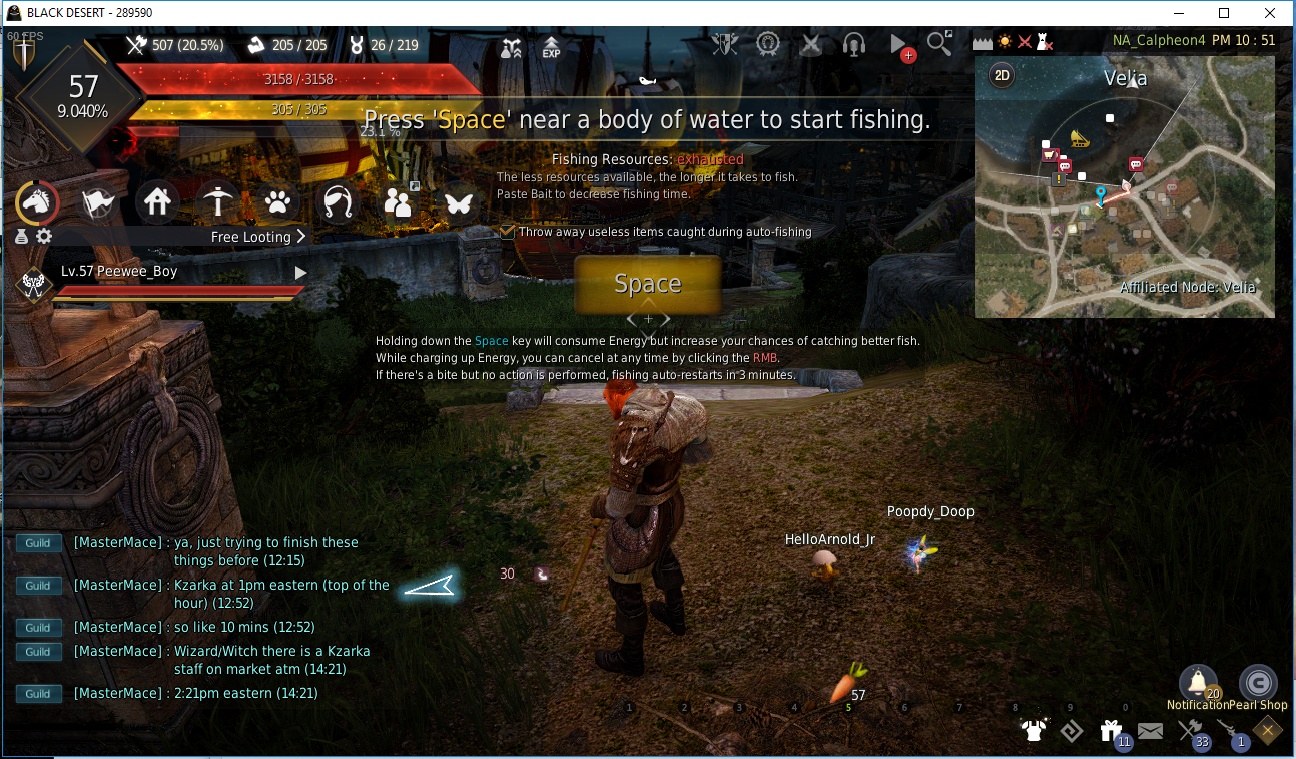 BLACK DESERT - 289590
60 FPS
507 (20.5%)
205 / 205
26 / 219
EXP
NA_Calpheon4 PM 10 : 51
57
9.040%
3158 / 3158
305 / 305
23.1 %
2D
Velia
Press 'Space' near a body of water to start fishing.
Fishing Resources: exhausted
The less resources available, the longer it takes to fish.
Paste Bait to decrease fishing time.
Throw away useless items caught during auto-fishing
Free Looting
Lv.57 Peewee_Boy
Space
Affiliated Node: Velia
Holding down the Space key will consume Energy but increase your chances of catching better fish.
While charging up Energy, you can cancel at any time by clicking the RMB.
If there's a bite but no action is performed, fishing auto-restarts in 3 minutes.
Poopdy_Doop
HelloArnold_Jr
30
Guild [MasterMace] : ya, just trying to finish these
things before (12:15)
Guild [MasterMace] : Kzarka at 1pm eastern (top of the
hour) (12:52)
Guild [MasterMace] : so like 10 mins (12:52)
Guild [MasterMace] : Wizard/Witch there is a Kzarka
staff on market atm (14:21)
Guild [MasterMace] : 2:21pm eastern (14:21)
57
1 2 3 4 5 6 7 8 9 0
20
Notification
Pearl Shop
11
33
1